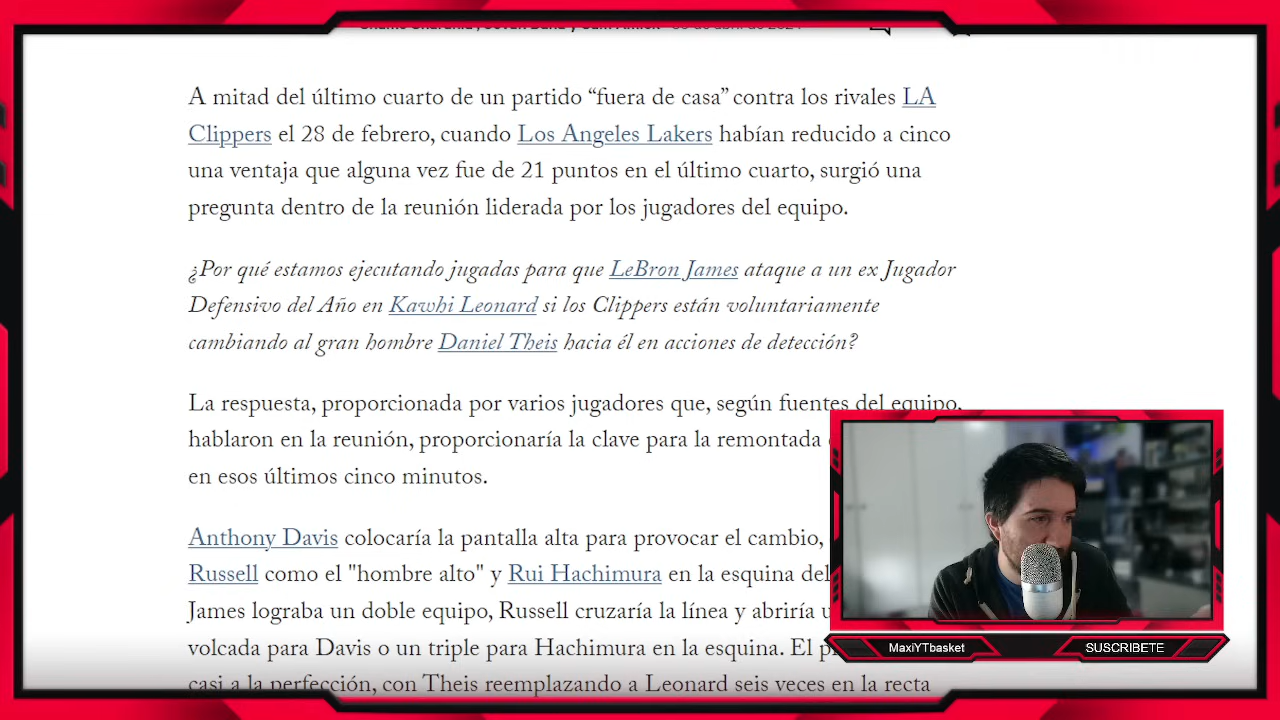 A mitad del último cuarto de un partido “fuera de casa” contra los rivales LA
Clippers el 28 de febrero, cuando Los Angeles Lakers habían reducido a cinco
una ventaja que alguna vez fue de 21 puntos en el último cuarto, surgió una
pregunta dentro de la reunión liderada por los jugadores del equipo.
¿Por qué estamos ejecutando jugadas para que LeBron James ataque a un ex Jugador
Defensivo del Año en Kawhi Leonard si los Clippers están voluntariamente
cambiando al gran hombre Daniel Theis hacia él en acciones de detección?
La respuesta, proporcionada por varios jugadores que, según fuentes del equipo,
hablaron en la reunión, proporcionaría la clave para la remontada
en esos últimos cinco minutos.
Anthony Davis colocaría la pantalla alta para provocar el cambio,
Russell como el "hombre alto" y Rui Hachimura en la esquina del
James lograba un doble equipo, Russell cruzaría la línea y abriría
volcada para Davis o un triple para Hachimura en la esquina. El
casi a la perfección, con Theis reemplazando a Leonard seis veces en la recta
MaxiYTbasket
SUSCRIBETE